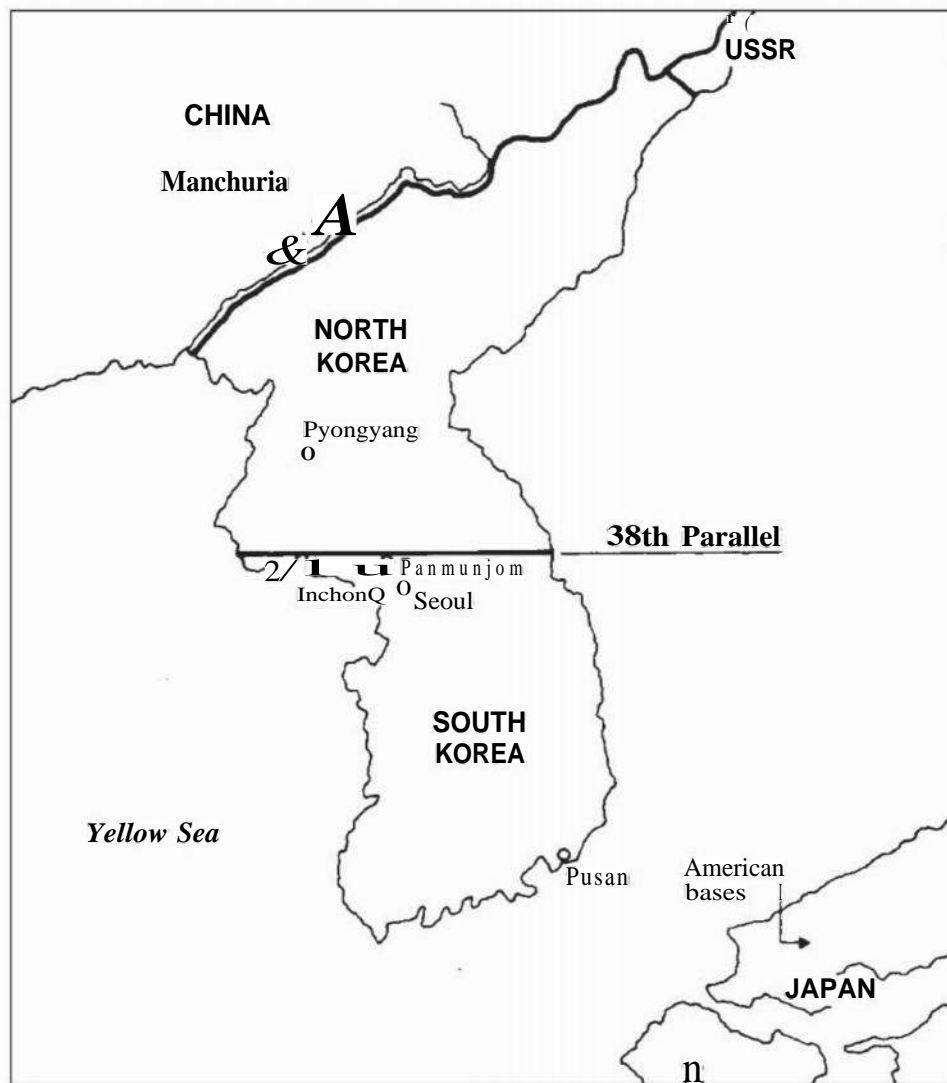 USSR
CHINA
Manchuria
& A
NORTH
KOREA
Pyongyang
38th Parallel
Panmunjom
Inchon
Seoul
SOUTH
KOREA
Yellow Sea
Pusan
American
bases
JAPAN
n